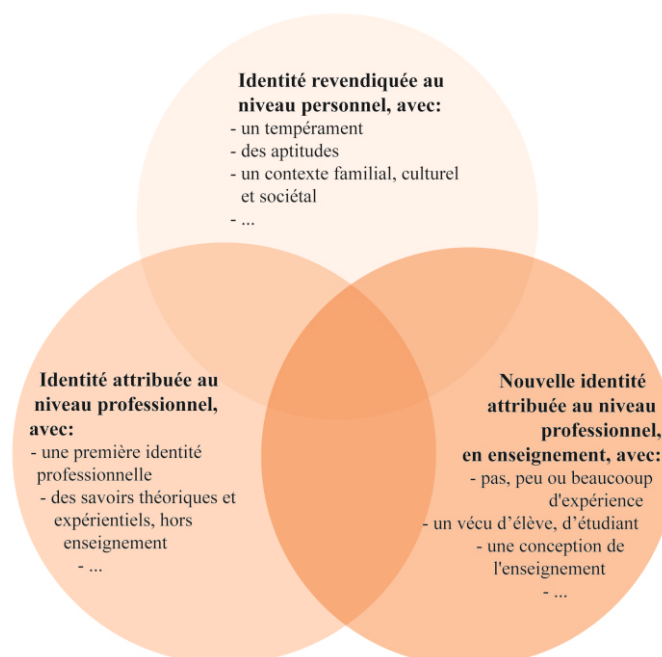 Identité revendiquée au
niveau personnel, avec:
- un tempérament
- des aptitudes
- un contexte familial, culturel
et sociétal
- ...
Identité attribuée au
niveau professionnel,
avec:
- une première identité
professionnelle
- des savoirs théoriques et
expérientiels, hors
enseignement
- ...
Nouvelle identité
attribuée au niveau
professionnel,
en enseignement, avec:
- pas, peu ou beaucoup
d'expérience
- un vécu d’élève, d’étudiant
- une conception de
l'enseignement
- ...